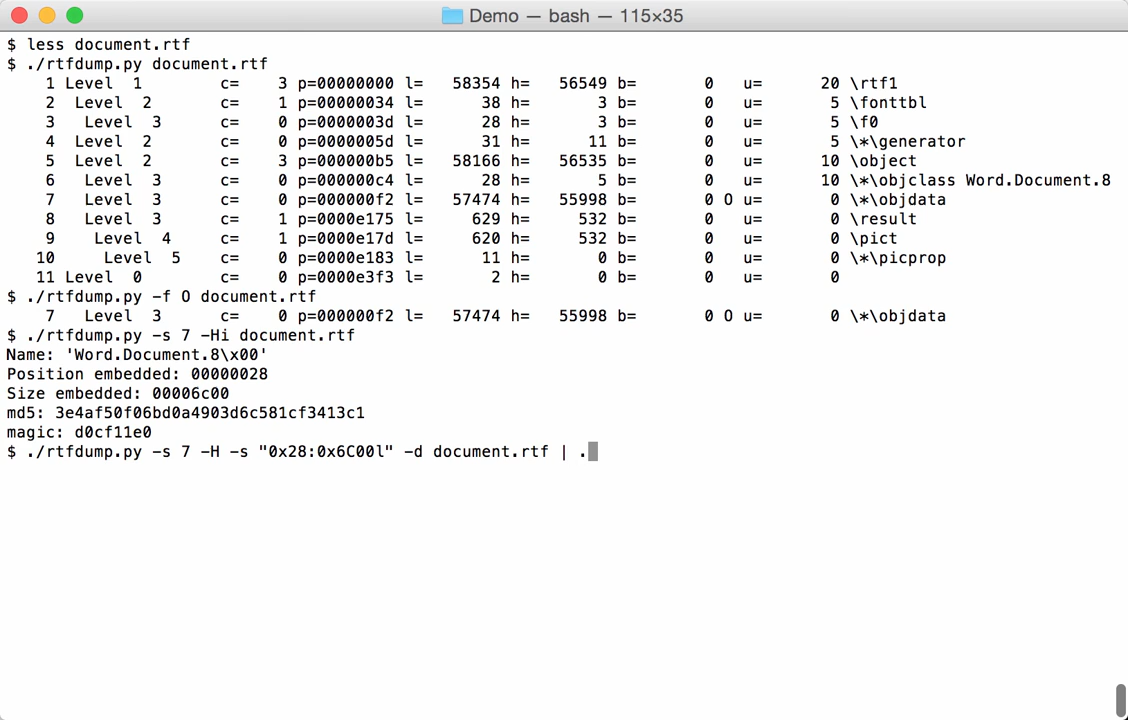 Demo — bash — 115×35
$ less document.rtf
$ ./rtfdump.py document.rtf
    1 Level  1        c=    3 p=00000000 l=   58354 h=   56549 b=       0   u=      20 \rtf1
    2  Level  2       c=    1 p=00000034 l=      38 h=       3 b=       0   u=       5 \fonttbl
    3   Level  3      c=    0 p=0000003d l=      28 h=       3 b=       0   u=       5 \f0
    4  Level  2       c=    0 p=0000005d l=      31 h=      11 b=       0   u=       5 \*\generator
    5  Level  2       c=    3 p=000000b5 l=   58166 h=   56535 b=       0   u=      10 \object
    6   Level  3      c=    0 p=000000c4 l=      28 h=       5 b=       0   u=      10 \*\objclass Word.Document.8
    7   Level  3      c=    0 p=000000f2 l=   57474 h=   55998 b=       0 O u=       0 \*\objdata
    8   Level  3      c=    1 p=0000e175 l=     629 h=     532 b=       0   u=       0 \result
    9    Level  4     c=    1 p=0000e17d l=     620 h=     532 b=       0   u=       0 \pict
   10     Level  5    c=    0 p=0000e183 l=      11 h=       0 b=       0   u=       0 \*\picprop
   11 Level  0        c=    0 p=0000e3f3 l=       2 h=       0 b=       0   u=       0
$ ./rtfdump.py -f O document.rtf
    7   Level  3      c=    0 p=000000f2 l=   57474 h=   55998 b=       0 O u=       0 \*\objdata
$ ./rtfdump.py -s 7 -Hi document.rtf
Name: 'Word.Document.8\x00'
Position embedded: 00000028
Size embedded: 00006c00
md5: 3e4af50f06bd0a4903d6c581cf3413c1
magic: d0cf11e0
$ ./rtfdump.py -s 7 -H -s "0x28:0x6C00l" -d document.rtf | .